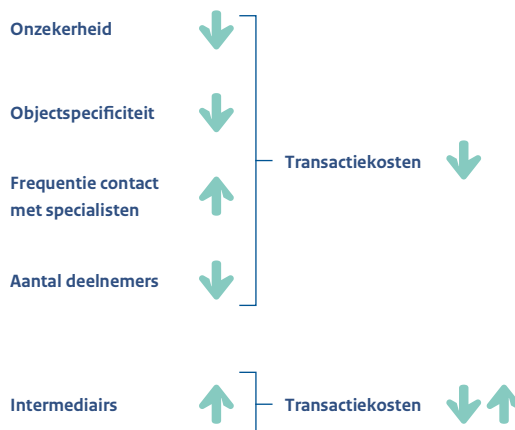 Onzekerheid
Objectspecificiteit
Frequentie contact
met specialisten
Transactiekosten
Aantal deelnemers
Intermediairs
Transactiekosten